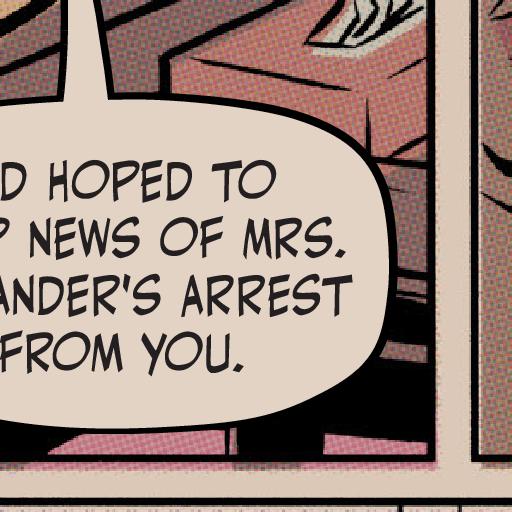 D HOPED TO
P NEWS OF MRS.
ANDER'S ARREST
FROM YOU.